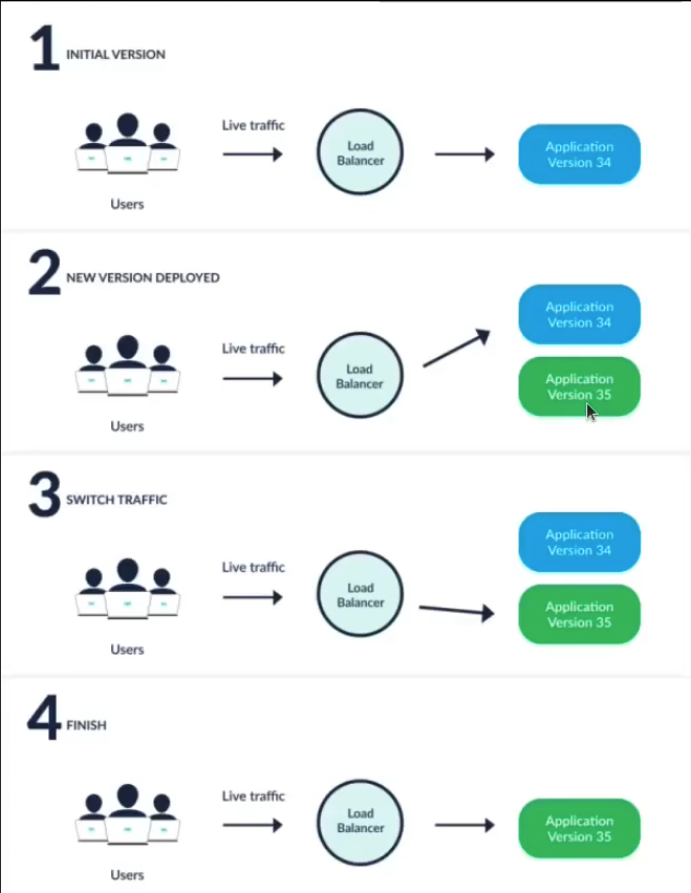 1 INITIAL VERSION
Live traffic
Load
Balancer
Application
Version 34
Users
2 NEW VERSION DEPLOYED
Live traffic
Load
Balancer
Application
Version 34
Application
Version 35
Users
3 SWITCH TRAFFIC
Live traffic
Load
Balancer
Application
Version 34
Application
Version 35
Users
4 FINISH
Live traffic
Load
Balancer
Application
Version 35
Users